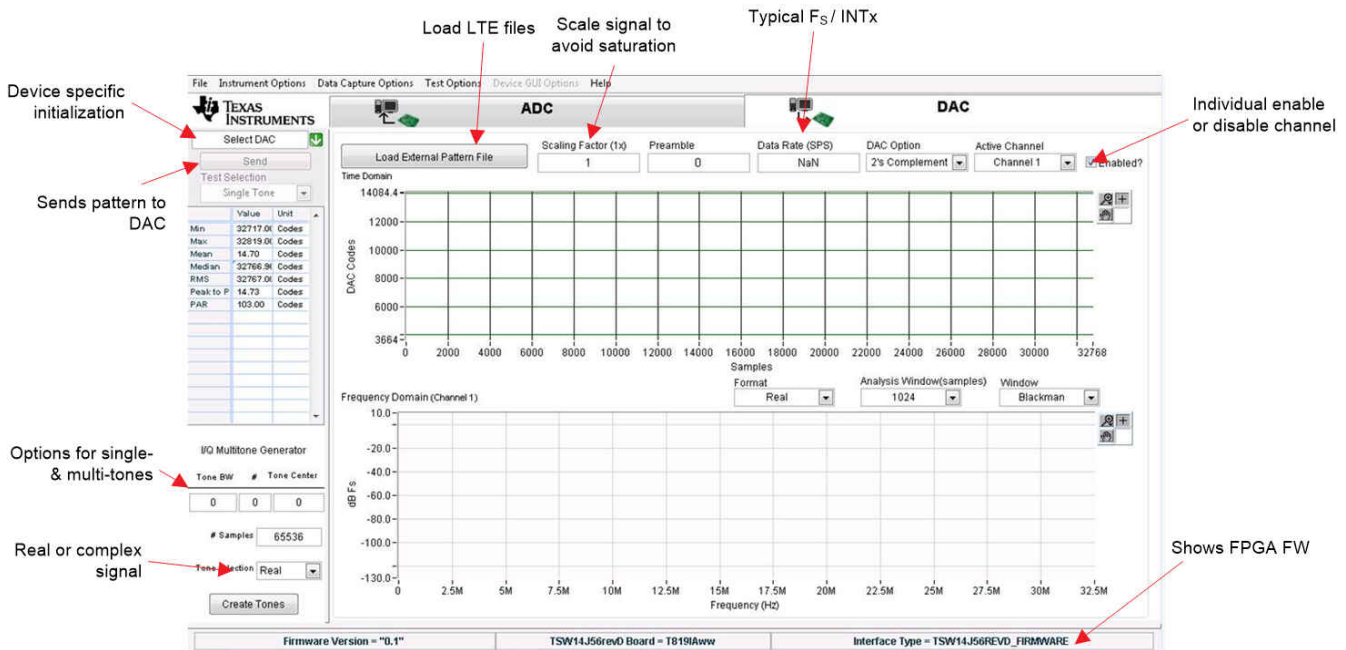 Load LTE files
Scale signal to
avoid saturation
Typical FS / INTx
Device specific
initialization
Individual enable
or disable channel
File Instrument Options Data Capture Options Test Options Device GUI Options Help
TEXAS
INSTRUMENTS
ADC
DAC
Select DAC
Send
Sends pattern to
DAC
Test Selection
Single Tone
Load External Pattern File
Scaling Factor (1x)
1
Preamble
0
Data Rate (SPS)
NaN
DAC Option
2's Complement
Active Channel
Channel 1
Enabled?
Value Unit
Min 32717.0( Codes
Max 32819.0( Codes
Mean 14.70 Codes
Median 32766.9( Codes
RMS 32767.0( Codes
Peak to P 14.73 Codes
PAR 103.00 Codes
Time Domain
DAC Codes
14084.4
12000
10000
8000
6000
3664
0 2000 4000 6000 8000 10000 12000 14000 16000 18000 20000 22000 24000 26000 28000 30000 32768
Samples
Frequency Domain (Channel 1)
Format
Real
Analysis Window(samples)
1024
Window
Blackman
dB Fs
10.0
-20.0
-40.0
-60.0
-80.0
-100.0
-130.0
0 2.5M 5M 7.5M 10M 12.5M 15M 17.5M 20M 22.5M 25M 27.5M 30M 32.5M
Frequency (Hz)
Options for single-
& multi-tones
I/Q Multitone Generator
Tone BW # Tone Center
0 0 0
# Samples 65536
Real or complex
signal
Real
Create Tones
Shows FPGA FW
Firmware Version = "0.1"
TSW14J56revD Board = T819IAww
Interface Type = TSW14J56REVD_FIRMWARE